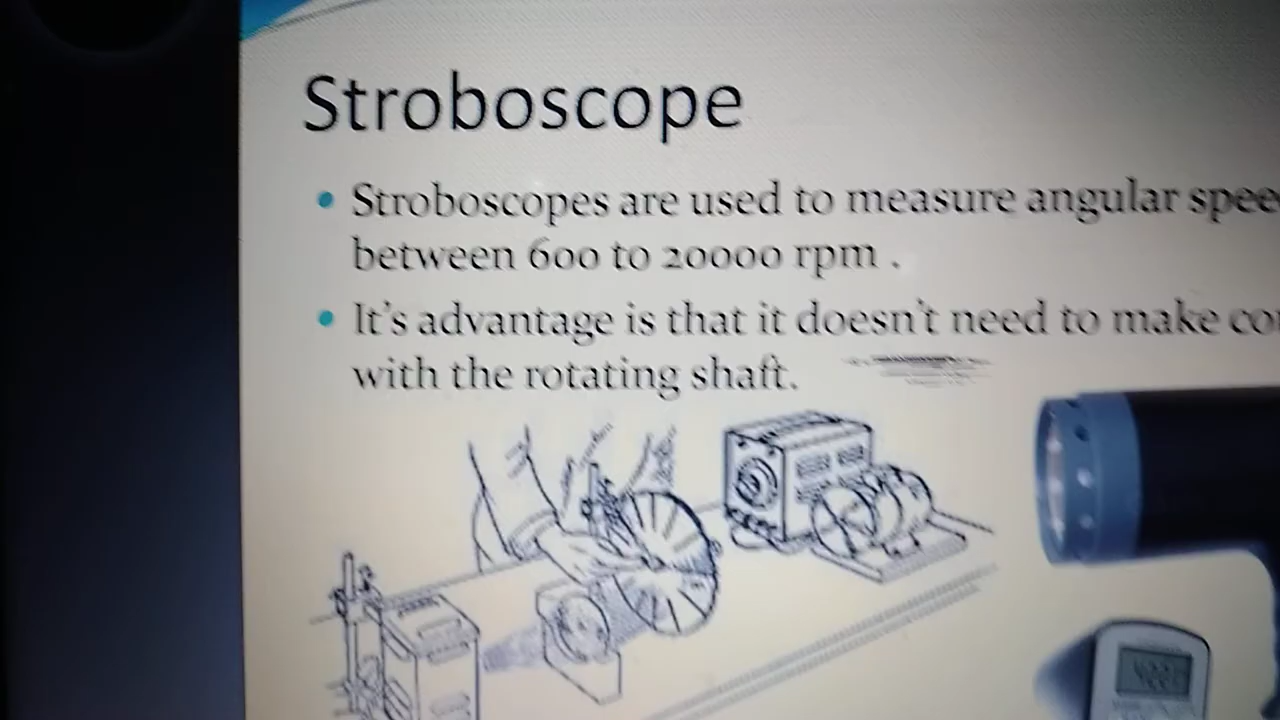 Stroboscope
• Stroboscopes are used to measure angular spee
between 600 to 20000 rpm .
• It's advantage is that it doesn't need to make co
with the rotating shaft.